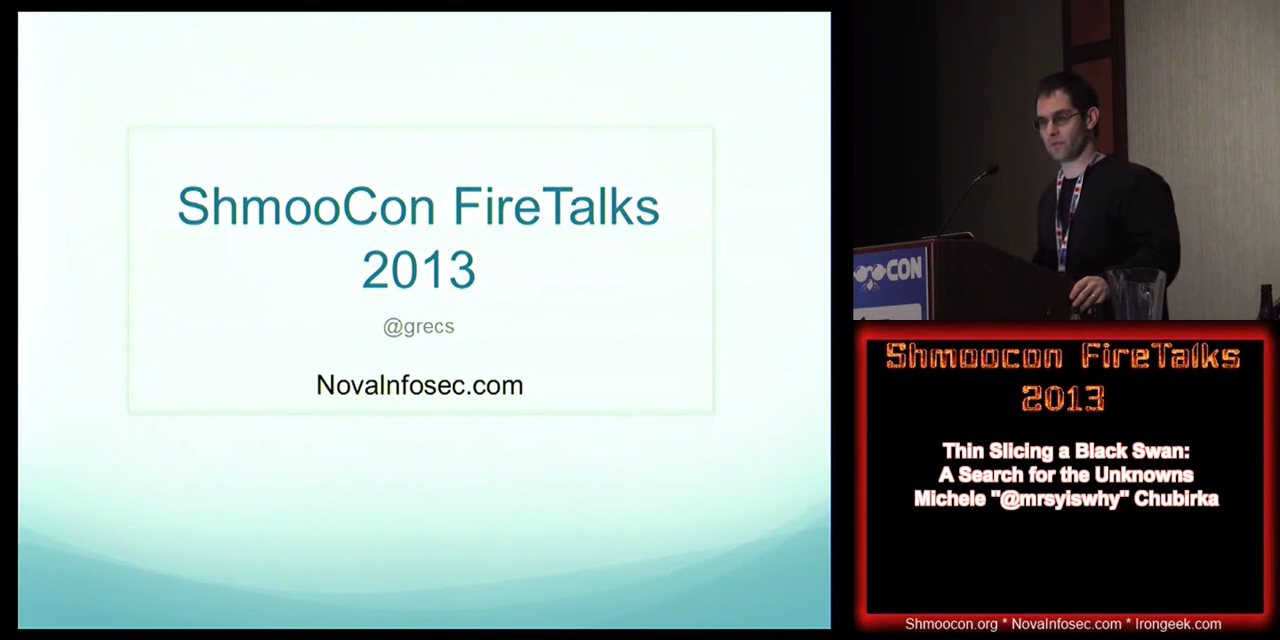 ShmooCon FireTalks
2013
@grecs
NovaInfosec.com
CON
Shmoocon FireTalks
2013
Thin Slicing a Black Swan:
A Search for the Unknowns
Michele "@mrsyiswhy" Chubirka
Shmoocon.org * NovaInfosec.com * Irongeek.com